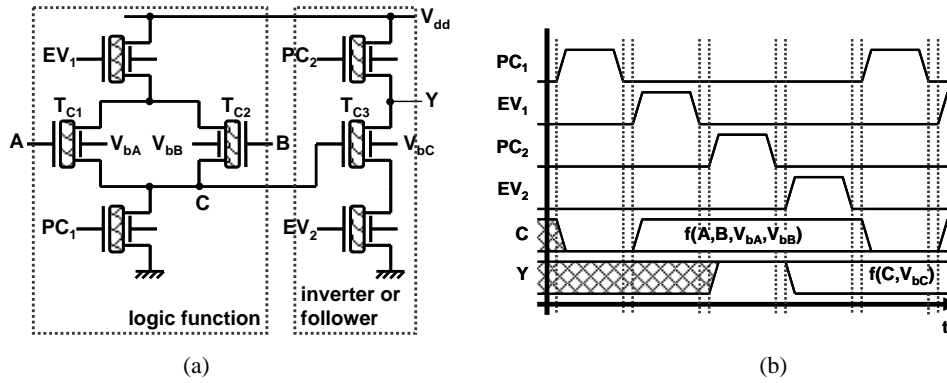 V_dd
EV_1
PC_2
T_C1
T_C2
T_C3
Y
A
V_bA
V_bB
B
V_bC
C
PC_1
EV_2
logic function
inverter or
follower
(a)
PC_1
EV_1
PC_2
EV_2
C
f(A,B,V_bA,V_bB)
Y
f(C,V_bC)
t
(b)